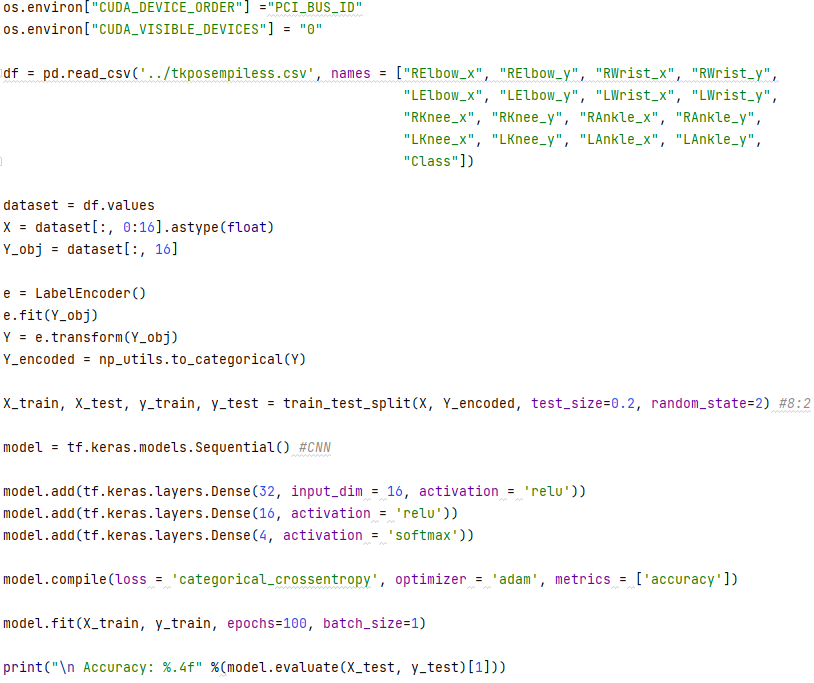 os.environ["CUDA_DEVICE_ORDER"] ="PCI_BUS_ID"
os.environ["CUDA_VISIBLE_DEVICES"] = "0"
df = pd.read_csv('../tkposempiless.csv', names = ["RElbow_x", "RElbow_y", "RWrist_x", "RWrist_y",
"LElbow_x", "LElbow_y", "LWrist_x", "LWrist_y",
"RKnee_x", "RKnee_y", "RAnkle_x", "RAnkle_y",
"LKnee_x", "LKnee_y", "LAnkle_x", "LAnkle_y",
"Class"])
dataset = df.values
X = dataset[:, 0:16].astype(float)
Y_obj = dataset[:, 16]
e = LabelEncoder()
e.fit(Y_obj)
Y = e.transform(Y_obj)
Y_encoded = np_utils.to_categorical(Y)
X_train, X_test, y_train, y_test = train_test_split(X, Y_encoded, test_size=0.2, random_state=2) #8:2
model = tf.keras.models.Sequential() #CNN
model.add(tf.keras.layers.Dense(32, input_dim = 16, activation = 'relu'))
model.add(tf.keras.layers.Dense(16, activation = 'relu'))
model.add(tf.keras.layers.Dense(4, activation = 'softmax'))
model.compile(loss = 'categorical_crossentropy', optimizer = 'adam', metrics = ['accuracy'])
model.fit(X_train, y_train, epochs=100, batch_size=1)
print("\n Accuracy: %.4f" %(model.evaluate(X_test, y_test)[1]))